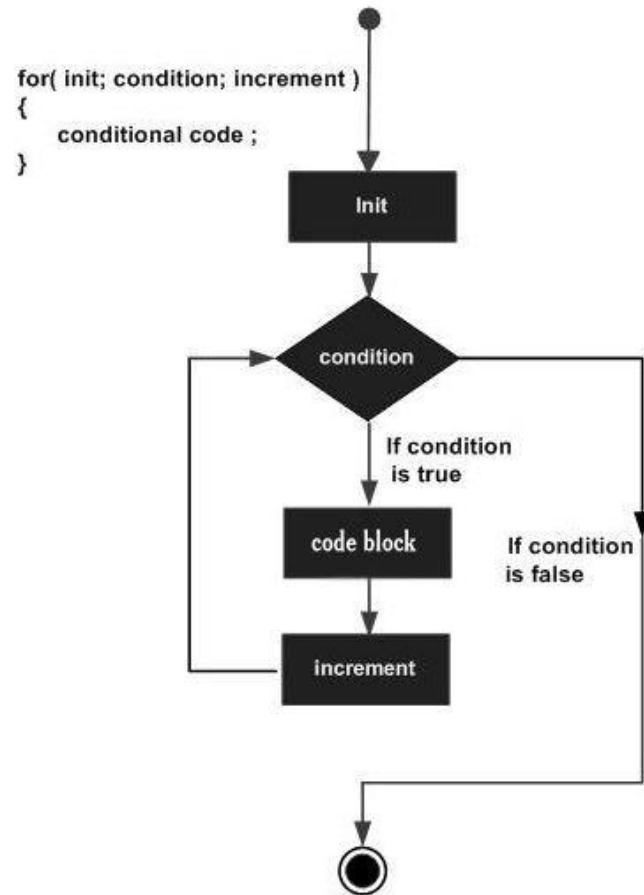 for( init; condition; increment )
{
conditional code ;
}
Init
condition
If condition
is true
code block
If condition
is false
increment